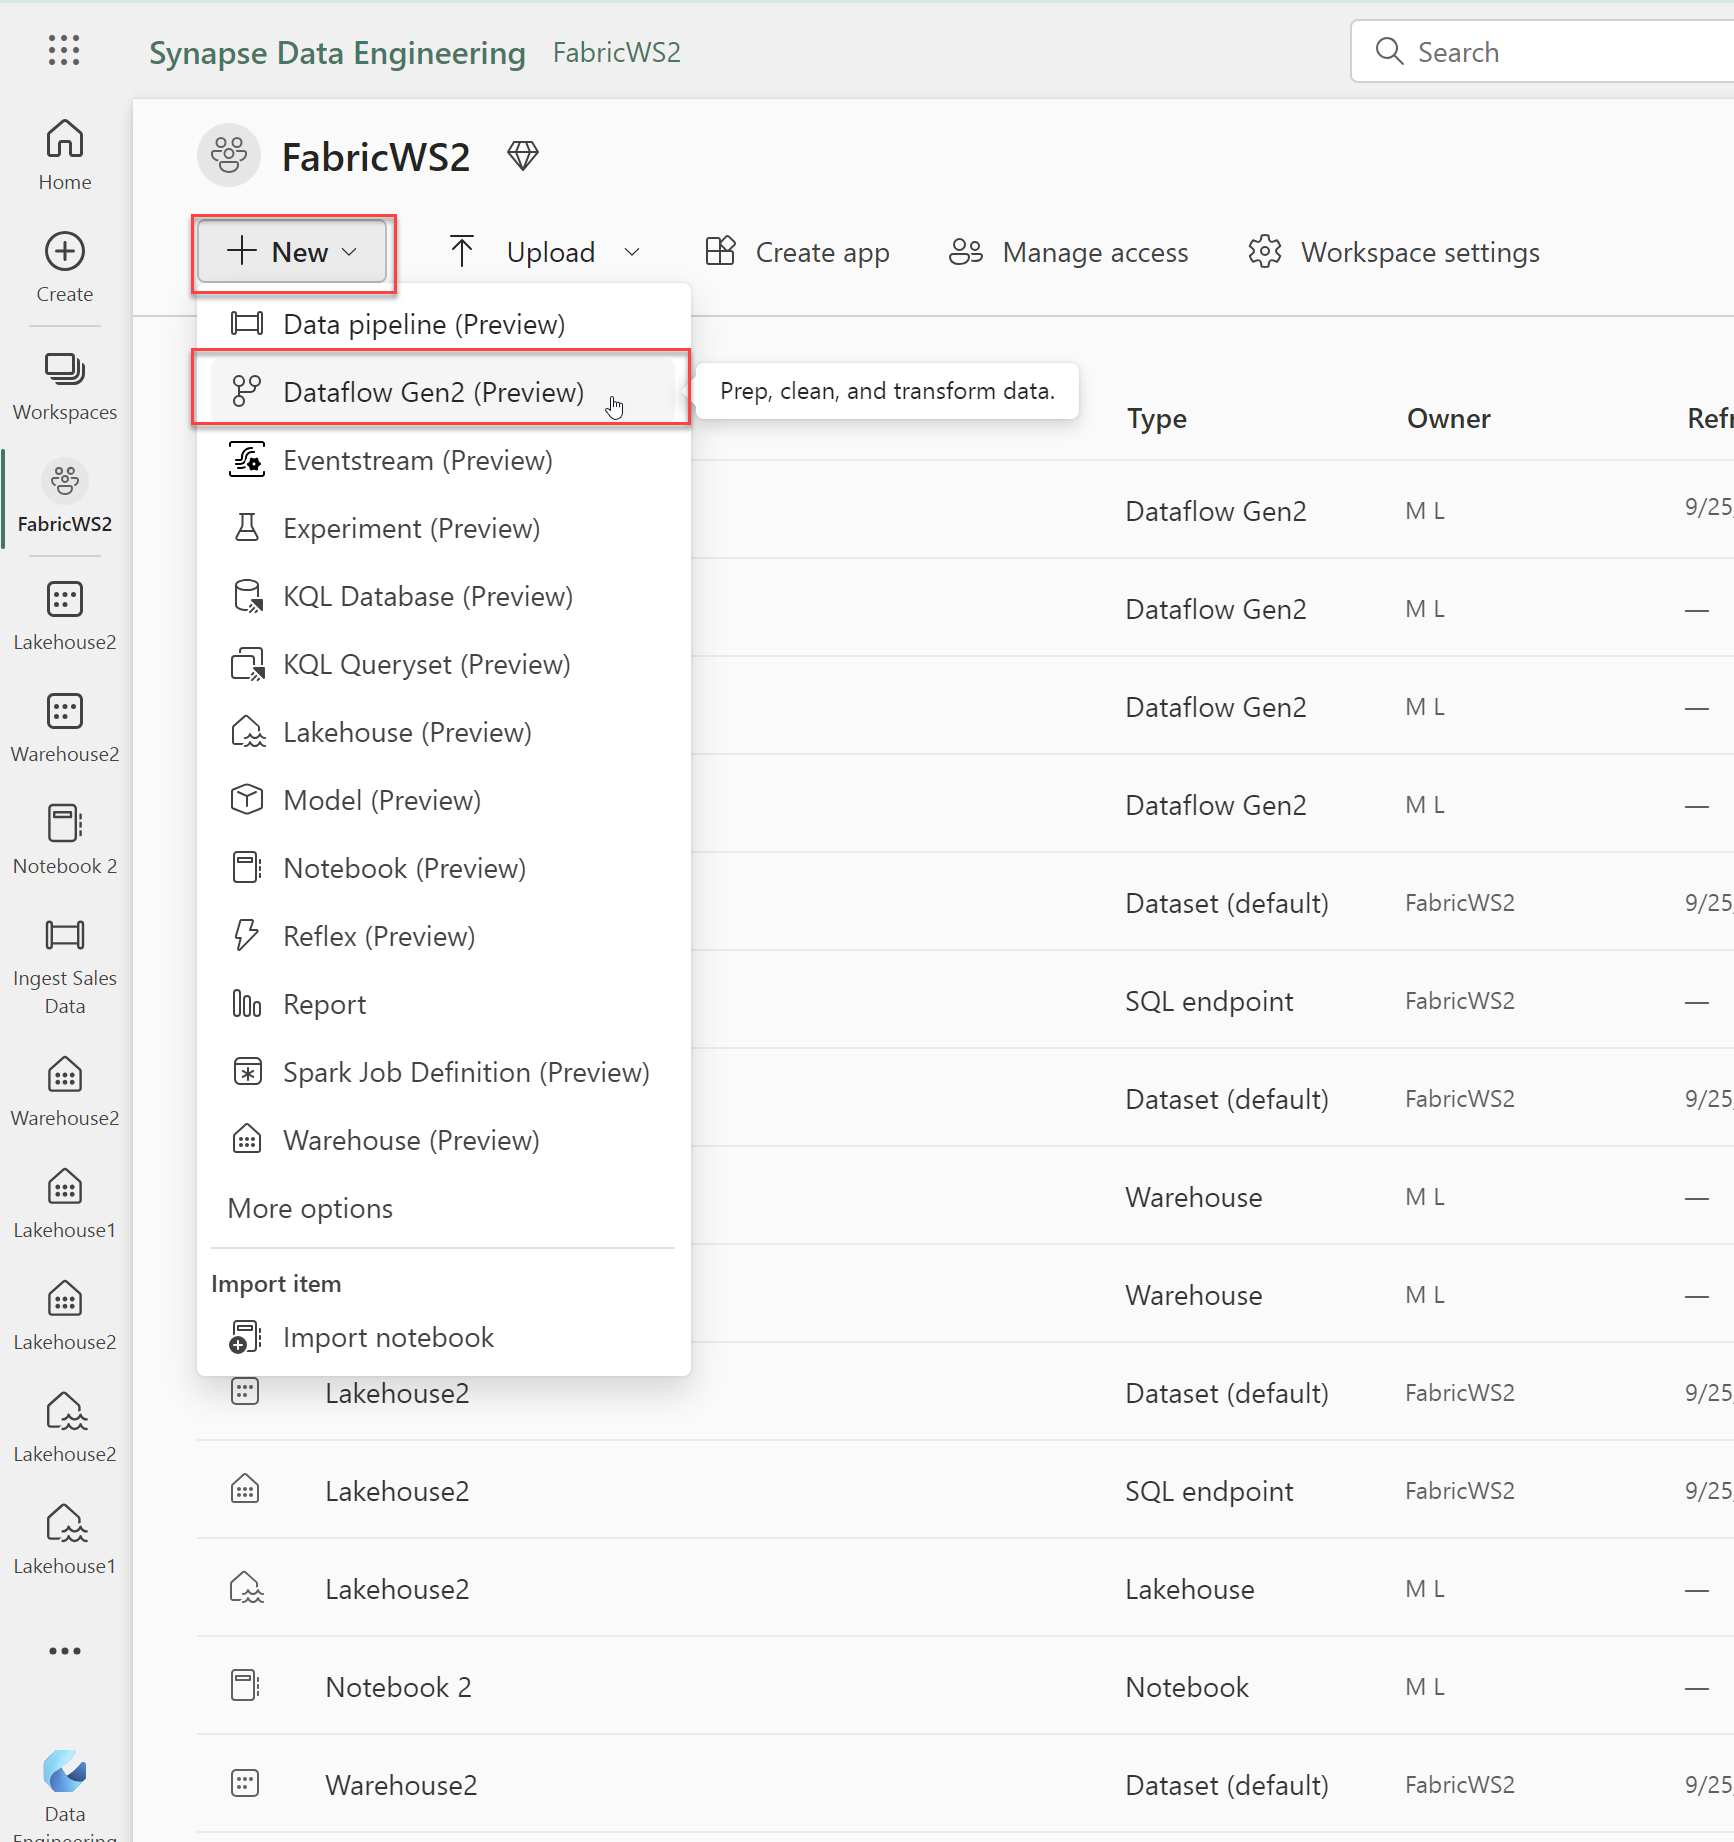 Synapse Data Engineering FabricWS2 Search
Home
Create
Workspaces
FabricWS2
Lakehouse2
Warehouse2
Notebook 2
Ingest Sales
Data
Warehouse2
Lakehouse1
Lakehouse2
Lakehouse2
Lakehouse1
Data
Engineering
FabricWS2
New Upload Create app Manage access Workspace settings
Data pipeline (Preview)
Dataflow Gen2 (Preview)
Prep, clean, and transform data.
Eventstream (Preview)
Experiment (Preview)
KQL Database (Preview)
KQL Queryset (Preview)
Lakehouse (Preview)
Model (Preview)
Notebook (Preview)
Reflex (Preview)
Report
Spark Job Definition (Preview)
Warehouse (Preview)
More options
Import item
Import notebook
Type Owner Refr
Dataflow Gen2 M L 9/25,
Dataflow Gen2 M L —
Dataflow Gen2 M L —
Dataflow Gen2 M L —
Dataset (default) FabricWS2 9/25,
SQL endpoint FabricWS2 —
Dataset (default) FabricWS2 9/25,
Warehouse M L —
Warehouse M L —
Lakehouse2 Dataset (default) FabricWS2 9/25,
Lakehouse2 SQL endpoint FabricWS2 9/25,
Lakehouse2 Lakehouse M L —
Notebook 2 Notebook M L —
Warehouse2 Dataset (default) FabricWS2 9/25,